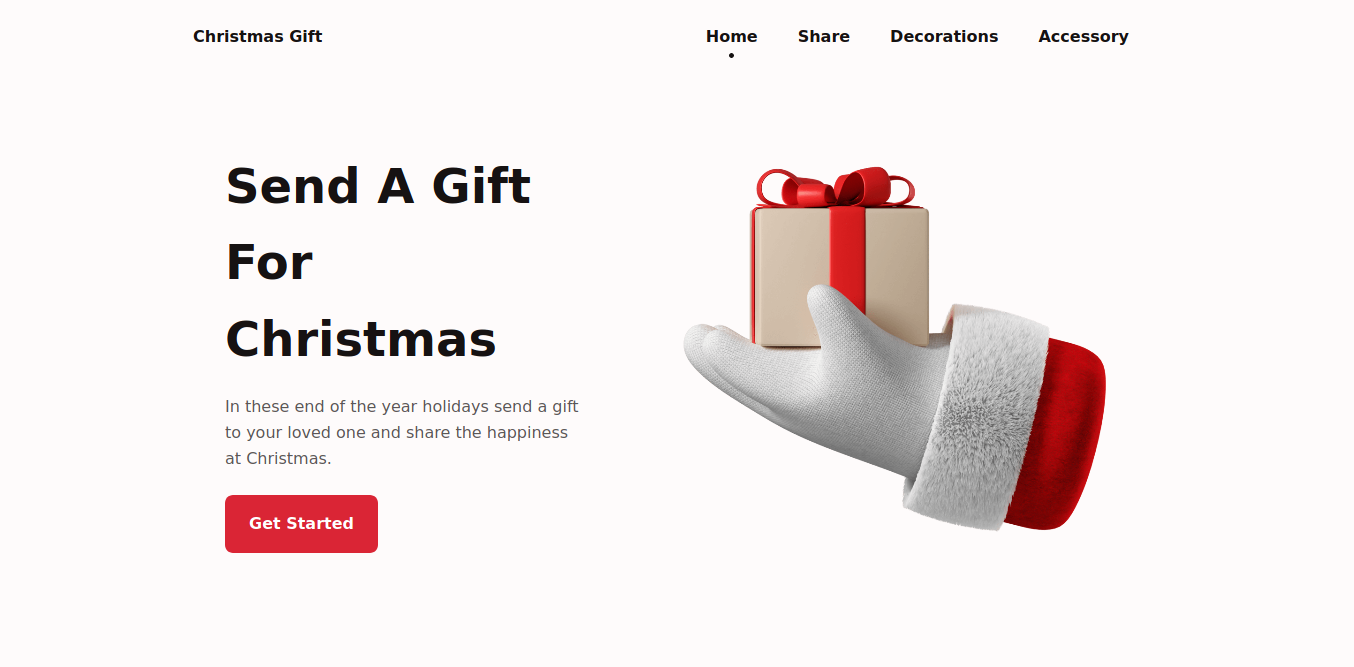 Christmas Gift
Home
Share
Decorations
Accessory
Send A Gift
For
Christmas
In these end of the year holidays send a gift
to your loved one and share the happiness
at Christmas.
Get Started